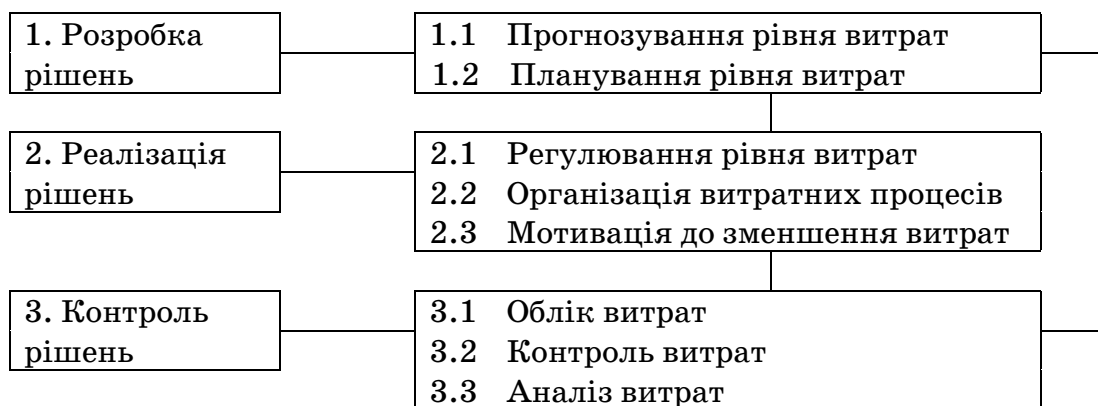 1. Розробка
рішень
1.1 Прогнозування рівня витрат
1.2 Планування рівня витрат
2. Реалізація
рішень
2.1 Регулювання рівня витрат
2.2 Організація витратних процесів
2.3 Мотивація до зменшення витрат
3. Контроль
рішень
3.1 Облік витрат
3.2 Контроль витрат
3.3 Аналіз витрат